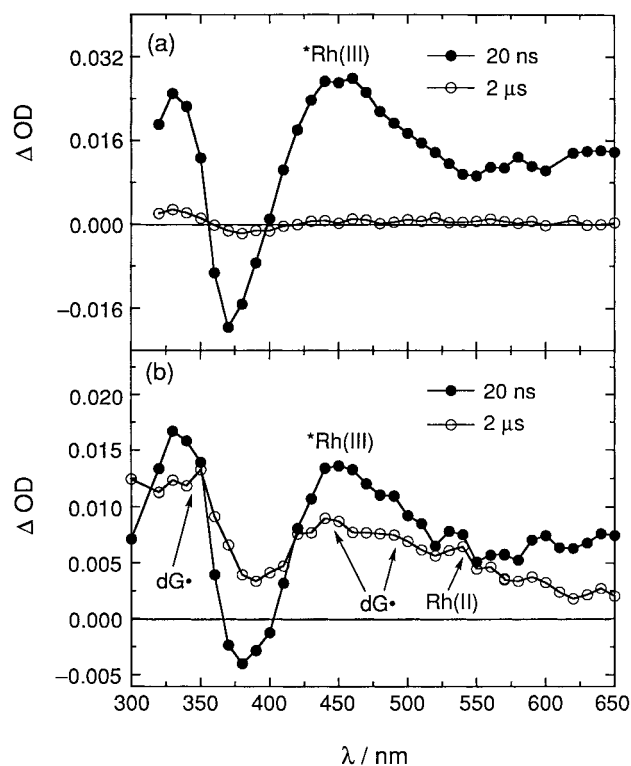 (a)
*Rh(III)
20 ns
2 μs
0.032
0.016
0.000
−0.016
Δ OD
(b)
*Rh(III)
20 ns
2 μs
0.020
0.015
0.010
0.005
0.000
−0.005
Δ OD
dG•
dG•
Rh(II)
300 350 400 450 500 550 600 650
λ / nm